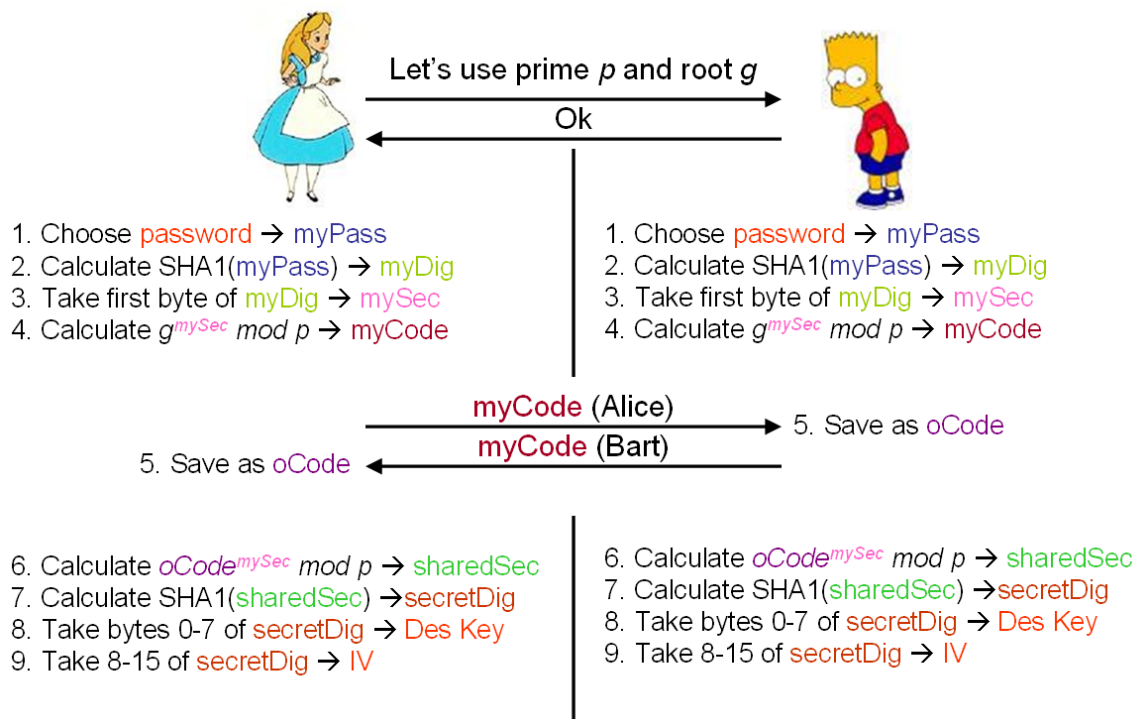 Let's use prime p and root g
Ok
1. Choose password → myPass
2. Calculate SHA1(myPass) → myDig
3. Take first byte of myDig → mySec
4. Calculate g^mySec mod p → myCode
1. Choose password → myPass
2. Calculate SHA1(myPass) → myDig
3. Take first byte of myDig → mySec
4. Calculate g^mySec mod p → myCode
myCode (Alice)
5. Save as oCode
myCode (Bart)
5. Save as oCode
6. Calculate oCode^mySec mod p → sharedSec
7. Calculate SHA1(sharedSec) →secretDig
8. Take bytes 0-7 of secretDig → Des Key
9. Take 8-15 of secretDig → IV
6. Calculate oCode^mySec mod p → sharedSec
7. Calculate SHA1(sharedSec) →secretDig
8. Take bytes 0-7 of secretDig → Des Key
9. Take 8-15 of secretDig → IV